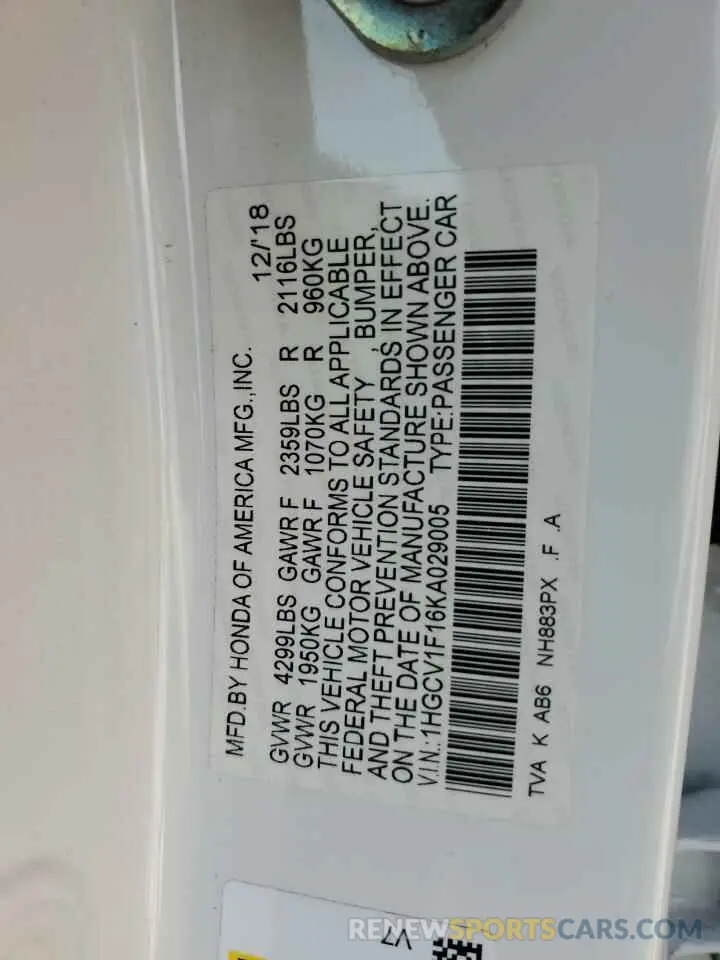 MFD.BY HONDA OF AMERICA MFG.,INC. 12/'18
GVWR 4299LBS GAWR F 2359LBS R 2116LBS
GVWR 1950KG GAWR F 1070KG R 960KG
THIS VEHICLE CONFORMS TO ALL APPLICABLE
FEDERAL MOTOR VEHICLE SAFETY , BUMPER,
AND THEFT PREVENTION STANDARDS IN EFFECT
ON THE DATE OF MANUFACTURE SHOWN ABOVE.
V.I.N.:1HGCV1F16KA029005 TYPE:PASSENGER CAR
TVA K AB6 NH883PX .F .A
V7
RENEWSPORTSCARS.COM